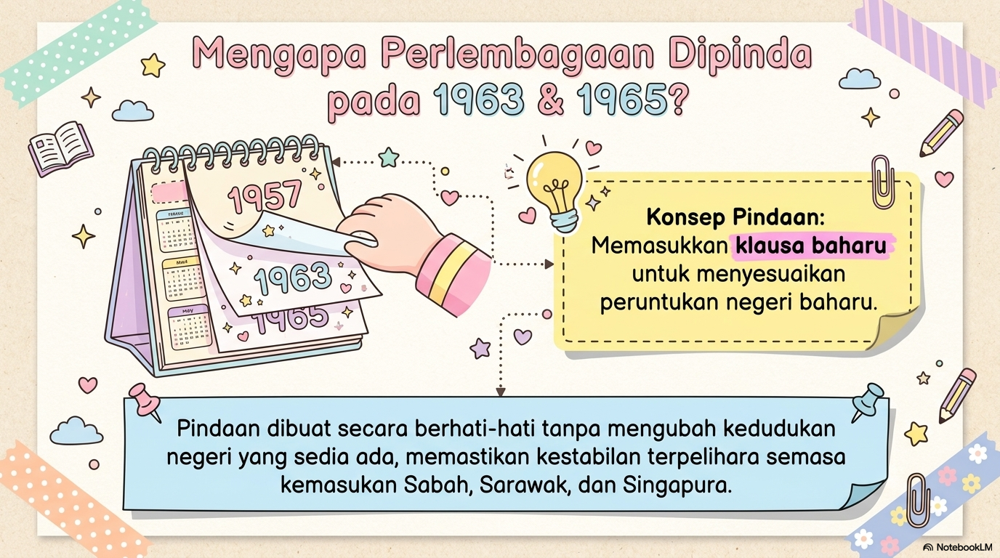 Mengapa Perlembagaan Dipinda
pada 1963 & 1965?
1957
1963
1965
Mac
May
Konsep Pindaan:
Memasukkan klausa baharu
untuk menyesuaikan
peruntukan negeri baharu.
Pindaan dibuat secara berhati-hati tanpa mengubah kedudukan
negeri yang sedia ada, memastikan kestabilan terpelihara semasa
kemasukan Sabah, Sarawak, dan Singapura.
NotebookLM